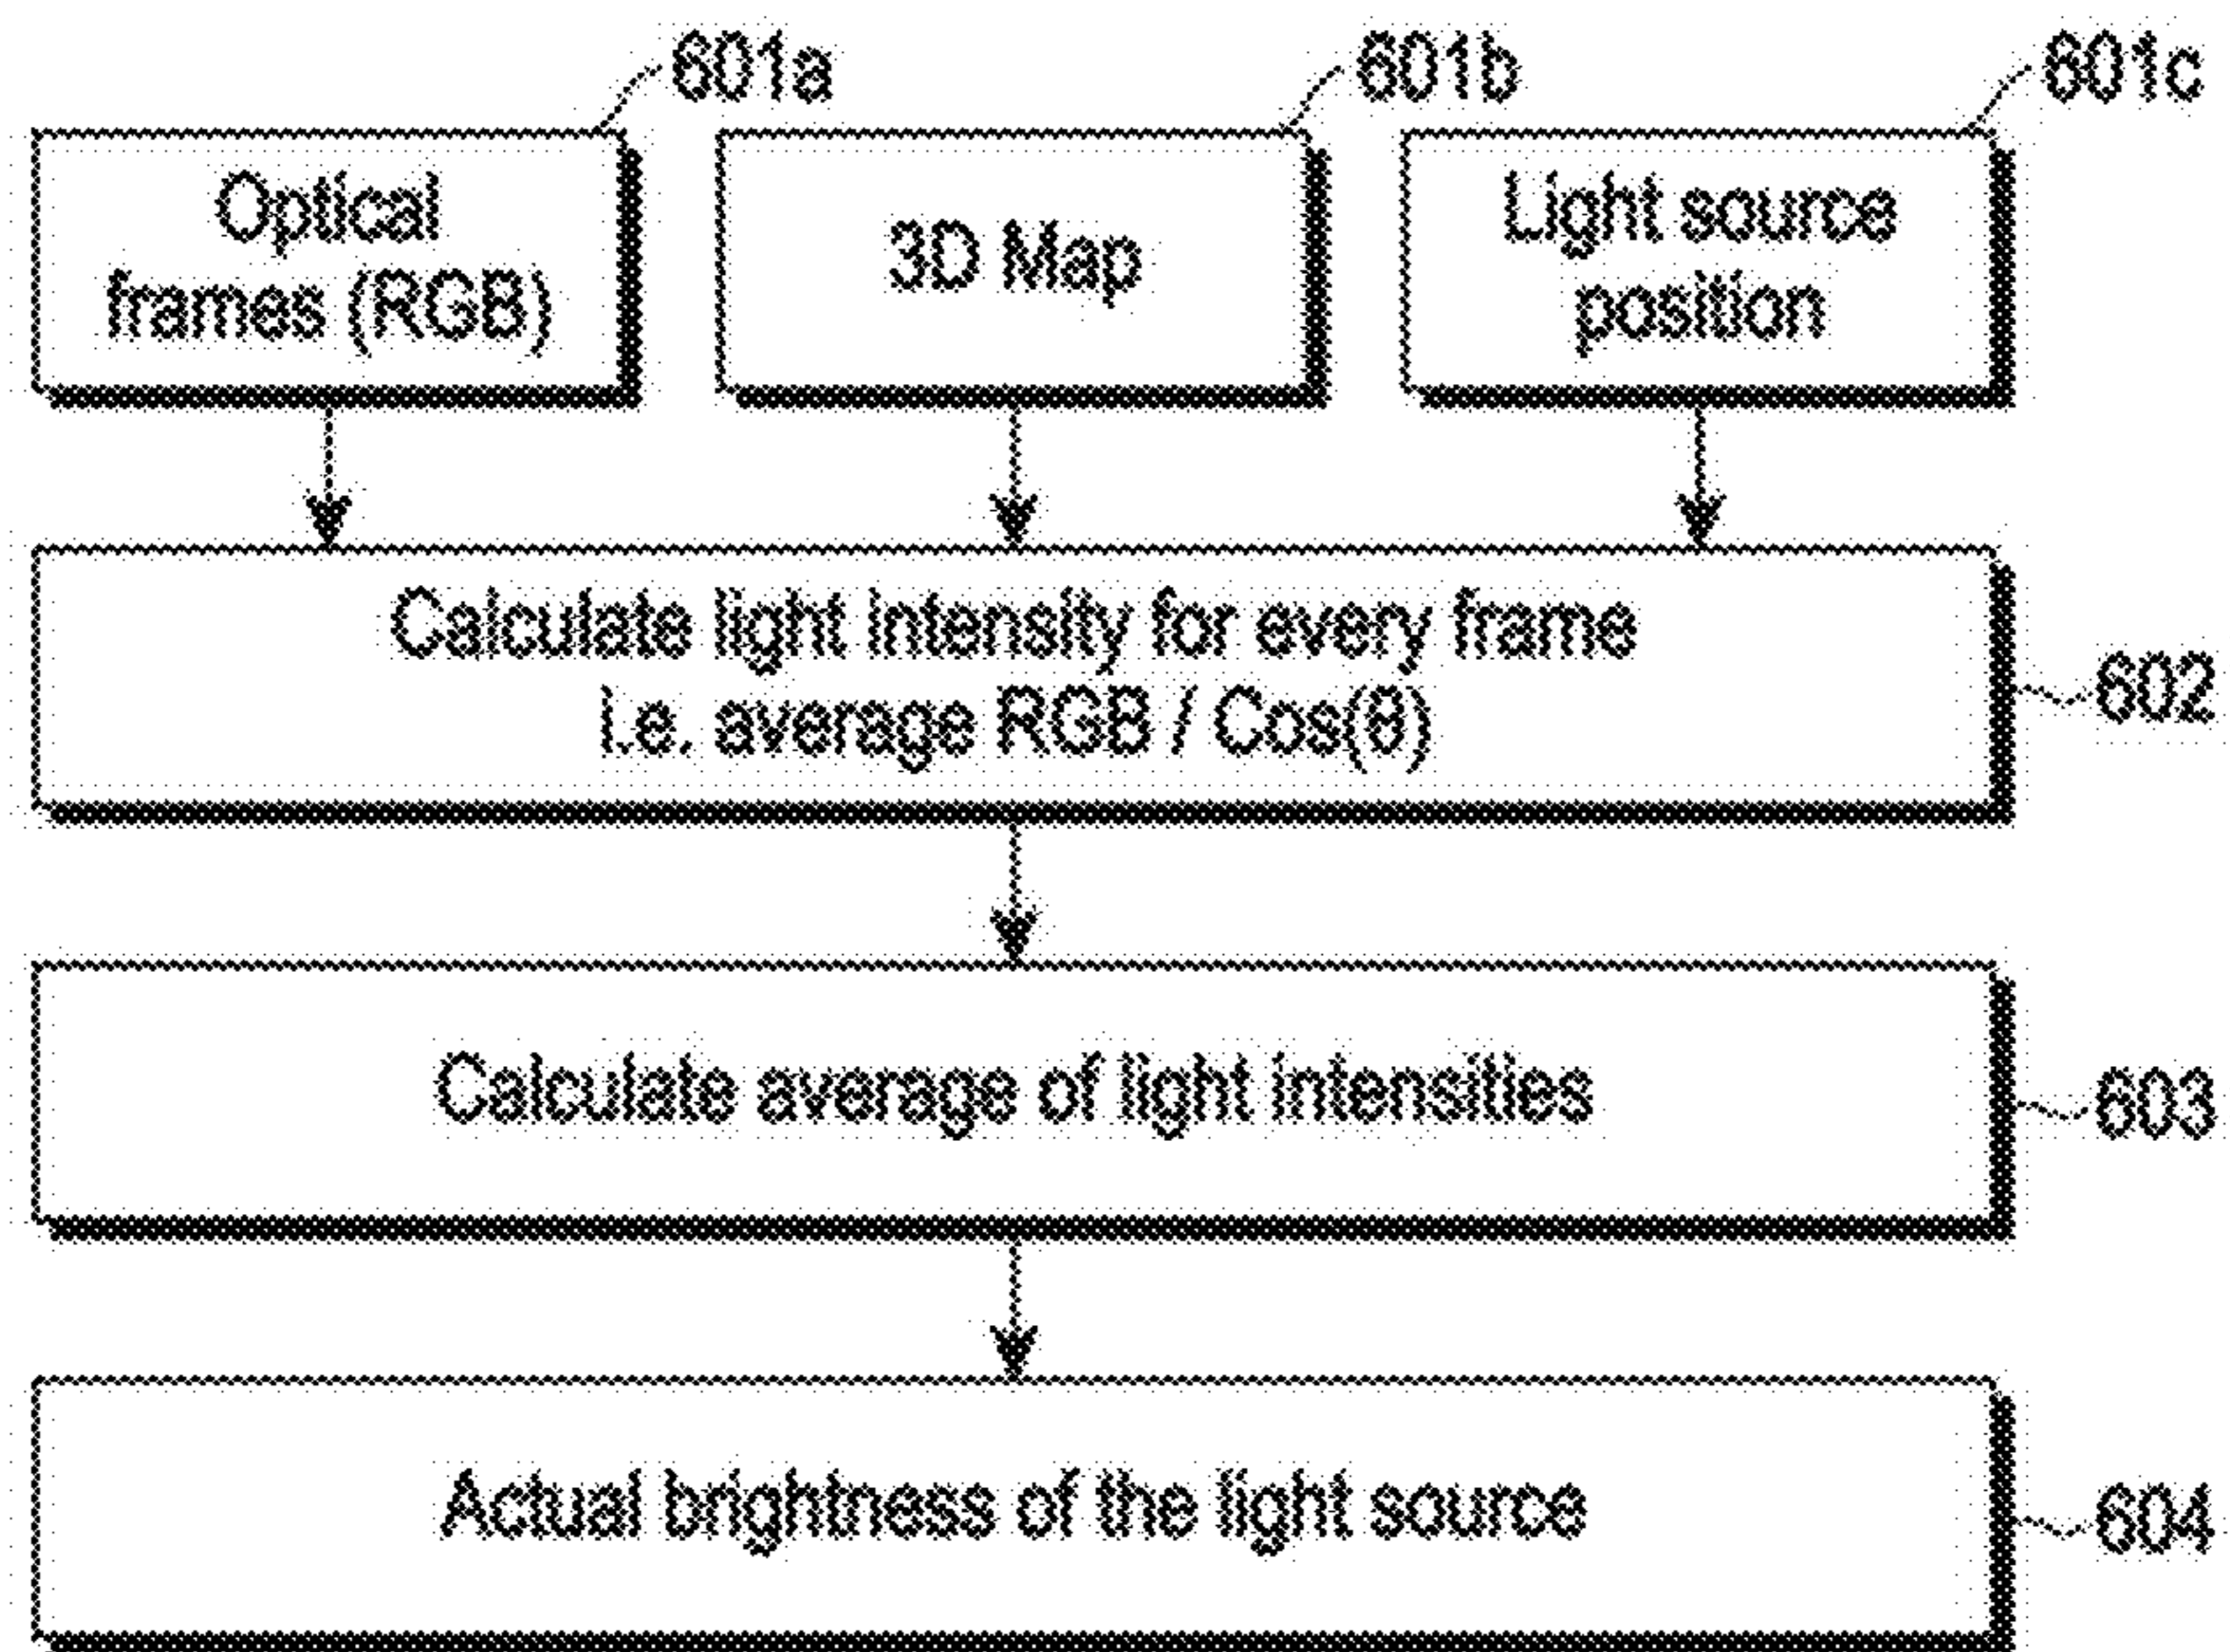 601a
601b
601c
Optical
frames (RGB)
3D Map
Light source
position
Calculate light intensity for every frame
i.e. average RGB / Cos(θ)
602
Calculate average of light intensities
603
Actual brightness of the light source
604